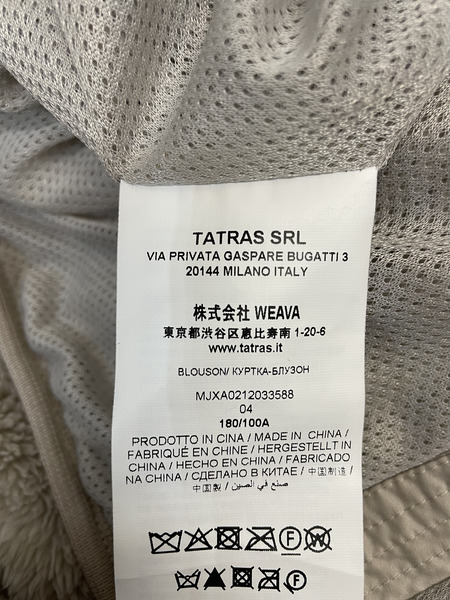 TATRAS SRL
VIA PRIVATA GASPARE BUGATTI 3
20144 MILANO ITALY
株式会社 WEAVA
東京都渋谷区恵比寿南 1-20-6
www.tatras.it
BLOUSON/ КУРТКА-БЛУЗОН
MJXA0212033588
04
180/100A
PRODOTTO IN CINA / MADE IN CHINA /
FABRIQUÉ EN CHINE / HERGESTELLT IN
CHINA / HECHO EN CHINA / FABRICADO
NA CHINA / СДЕЛАНО В КИТАЕ / 中国制造 /
中国製 / صنع في الصين
F W
F